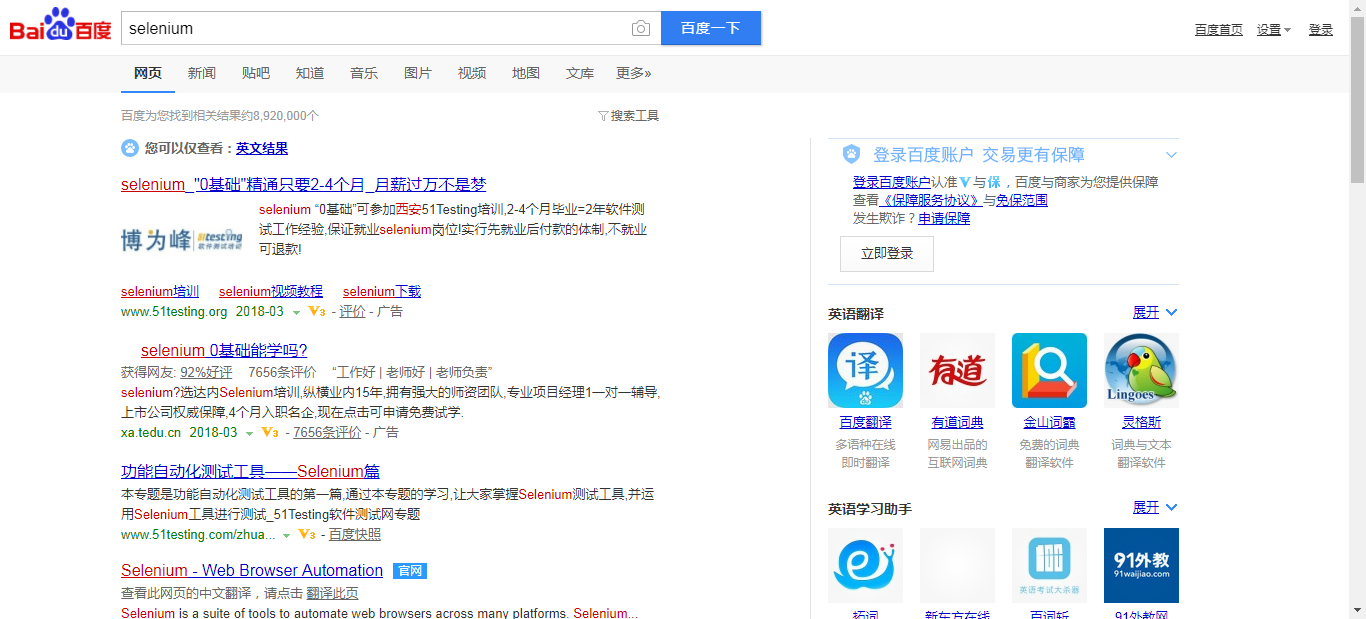 Bai du 百度
selenium
百度一下
百度首页 设置 登录
网页 新闻 贴吧 知道 音乐 图片 视频 地图 文库 更多»
百度为您找到相关结果约8,920,000个
搜索工具
您可以仅查看：英文结果
selenium_"0基础"精通只要2-4个月_月薪过万不是梦
博为峰 51testing 软件测试培训
selenium “0基础”可参加西安51Testing培训,2-4个月毕业=2年软件测
试工作经验,保证就业selenium岗位!实行先就业后付款的体制,不就业
可退款!
selenium培训 selenium视频教程 selenium下载
www.51testing.org 2018-03 V3 - 评价 - 广告
selenium 0基础能学吗?
获得网友: 92%好评 7656条评价 “工作好 | 老师好 | 老师负责”
selenium?选达内Selenium培训,纵横业内15年,拥有强大的师资团队,专业项目经理1一对一辅导,
上市公司权威保障,4个月入职名企,现在点击可申请免费试学.
xa.tedu.cn 2018-03 V3 - 7656条评价 - 广告
功能自动化测试工具——Selenium篇
本专题是功能自动化测试工具的第一篇,通过本专题的学习,让大家掌握Selenium测试工具,并运
用Selenium工具进行测试_51Testing软件测试网专题
www.51testing.com/zhua... V3 - 百度快照
Selenium - Web Browser Automation 官网
查看此网页的中文翻译，请点击 翻译此页
Selenium is a suite of tools to automate web browsers across many platforms. Selenium...
登录百度账户 交易更有保障
登录百度账户认准V与保，百度与商家为您提供保障
查看《保障服务协议》与免保范围
发生欺诈？申请保障
立即登录
英语翻译 展开
译
有道
Lingoes
百度翻译 有道词典 金山词霸 灵格斯
多语种在线 网易出品的 免费的词典 词典与文本
即时翻译 互联网词典 翻译软件 翻译软件
英语学习助手 展开
100
英语考试大杀器
91外教
91waijiao.com
拓词 新东方在线 百词斩 91外教网